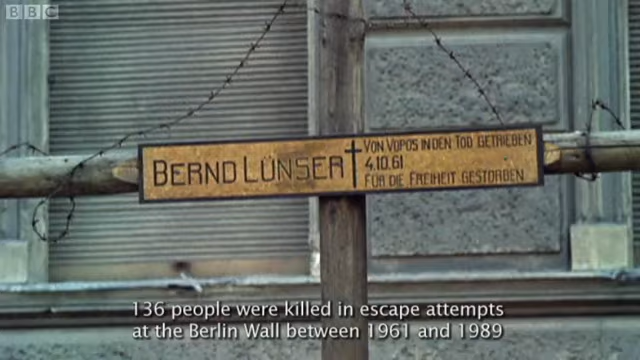 BBC
BERND LÜNSER † VON VOPOS IN DEN TOD GETRIEBEN
4.10.61
FÜR DIE FREIHEIT GESTORBEN
136 people were killed in escape attempts
at the Berlin Wall between 1961 and 1989